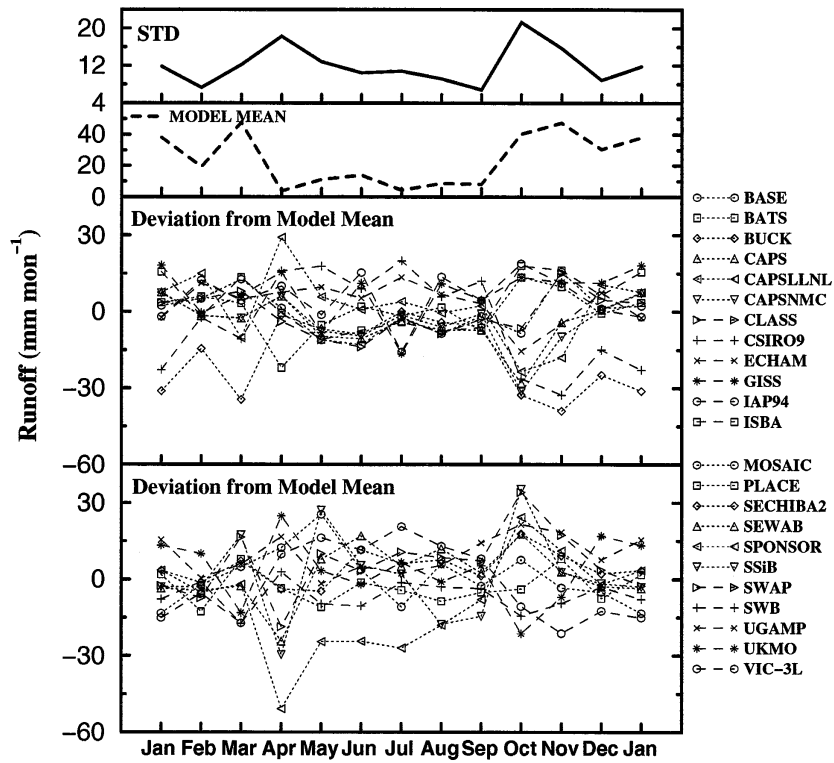 20
12
4
STD
40
20
0
MODEL MEAN
30
0
−30
−60
Deviation from Model Mean
30
0
−30
−60
Deviation from Model Mean
Runoff (mm mon⁻¹)
Jan Feb Mar Apr May Jun Jul Aug Sep Oct Nov Dec Jan
BASE
BATS
BUCK
CAPS
CAPSLLNL
CAPSNMC
CLASS
CSIRO9
ECHAM
GISS
IAP94
ISBA
MOSAIC
PLACE
SECHIBA2
SEWAB
SPONSOR
SSiB
SWAP
SWB
UGAMP
UKMO
VIC−3L